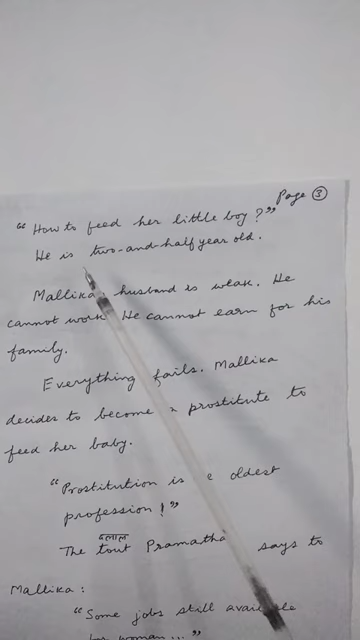 Page ③
"How to feed her little boy?"
He is two-and-half year old.
Mallika husband is weak. He
cannot work. He cannot earn for his
family.
Everything fails. Mallika
decides to become a prostitute to
feed her baby.
"Prostitution is e oldest
profession!"
দালাল
The tout Pramatha says to
Mallika:
"Some jobs still available
for woman..."